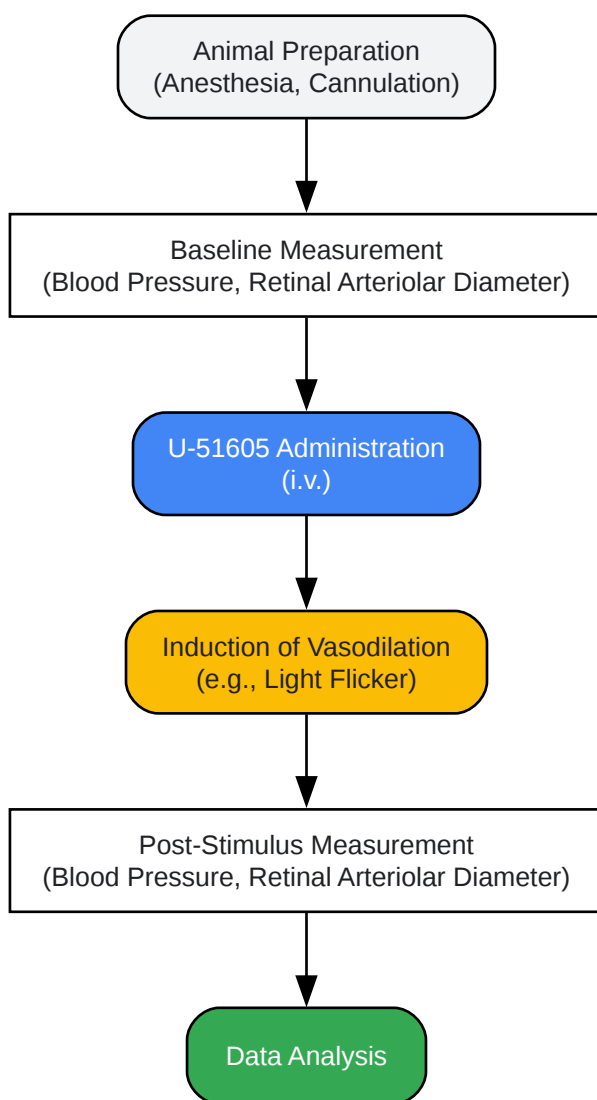 Animal Preparation
(Anesthesia, Cannulation)
Baseline Measurement
(Blood Pressure, Retinal Arteriolar Diameter)
U-51605 Administration
(i.v.)
Induction of Vasodilation
(e.g., Light Flicker)
Post-Stimulus Measurement
(Blood Pressure, Retinal Arteriolar Diameter)
Data Analysis